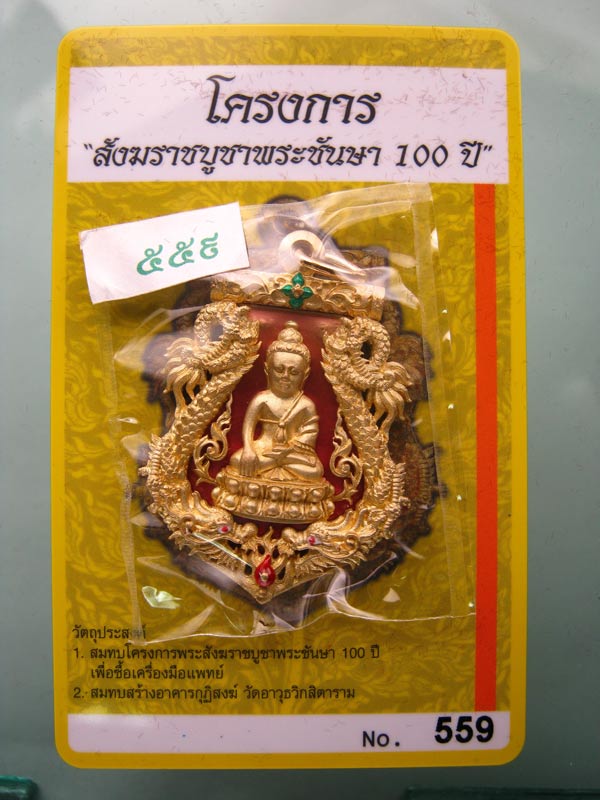 โครงการ
"สังฆราชบูชาพระชันษา 100 ปี"
๕๕๙
วัตถุประสงค์
1. สมทบโครงการพระสังฆราชบูชาพระชันษา 100 ปี
เพื่อซื้อเครื่องมือแพทย์
2. สมทบสร้างอาคารกุฏิสงฆ์ วัดอาวุธวิกสิตาราม
No. 559